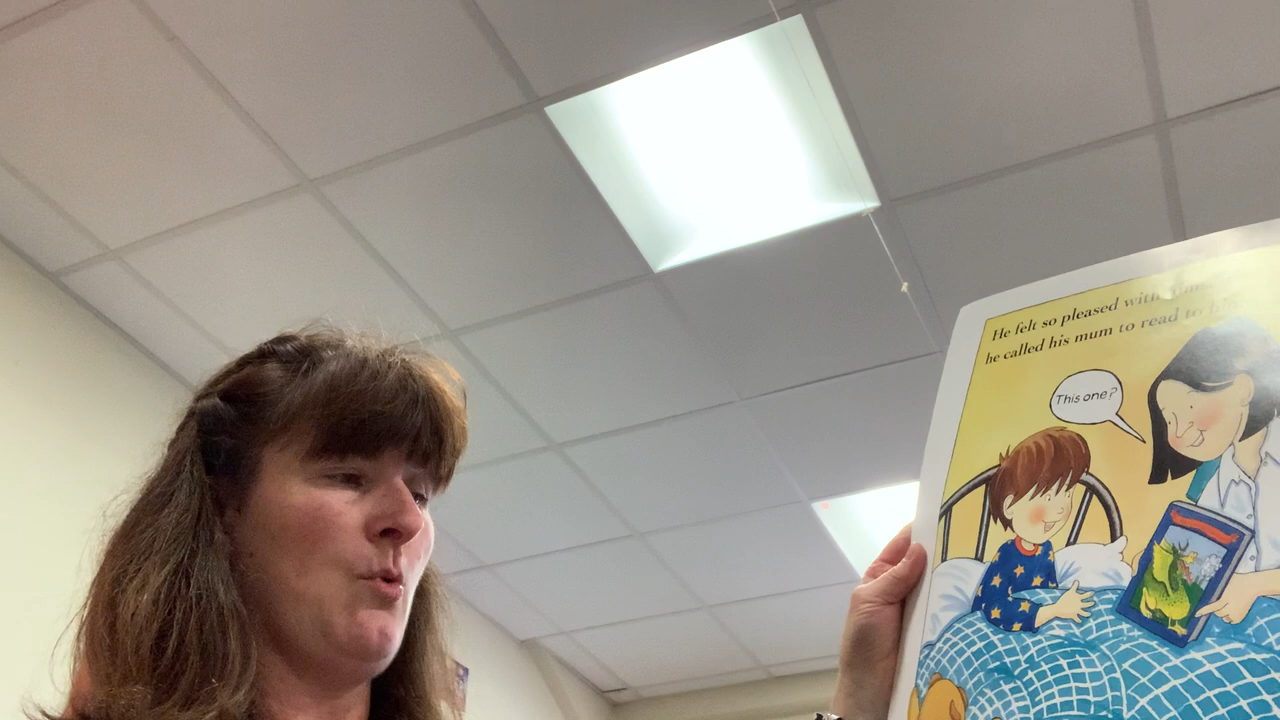 He felt so pleased with
he called his mum to read to
This one?